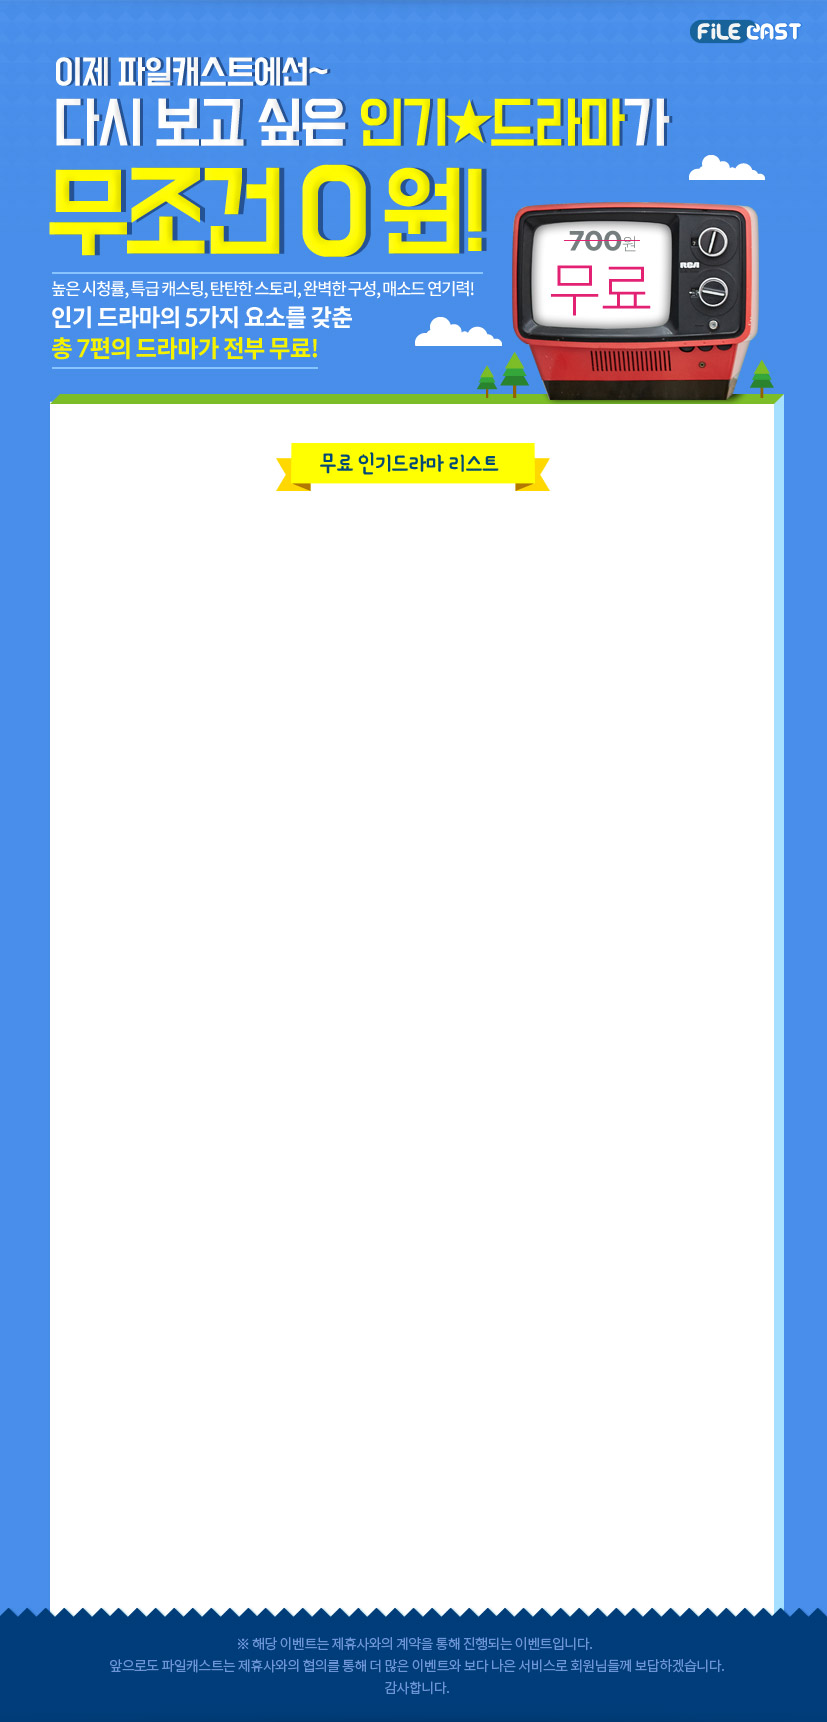 FiLE CAST
이제 파일캐스트에선~
다시 보고 싶은 인기★드라마가
무조건 0원!
700원
무료
RCA
높은 시청률, 특급 캐스팅, 탄탄한 스토리, 완벽한 구성, 매소드 연기력!
인기 드라마의 5가지 요소를 갖춘
총 7편의 드라마가 전부 무료!
무료 인기드라마 리스트
※ 해당 이벤트는 제휴사와의 계약을 통해 진행되는 이벤트입니다.
앞으로도 파일캐스트는 제휴사와의 협의를 통해 더 많은 이벤트와 보다 나은 서비스로 회원님들께 보답하겠습니다.
감사합니다.